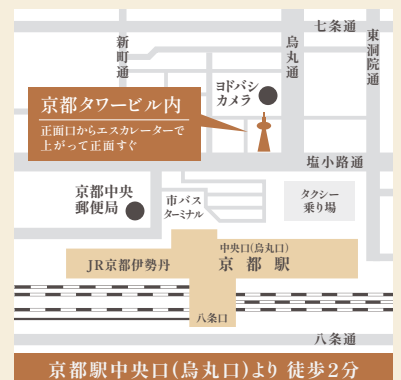 七条通
新町通
烏丸通
東洞院通
ヨドバシ
カメラ
京都タワービル内
正面口からエスカレーターで
上がって正面すぐ
塩小路通
京都中央
郵便局
市バス
ターミナル
タクシー
乗り場
中央口(烏丸口)
京都駅
JR京都伊勢丹
八条口
八条通
京都駅中央口(烏丸口)より 徒歩2分